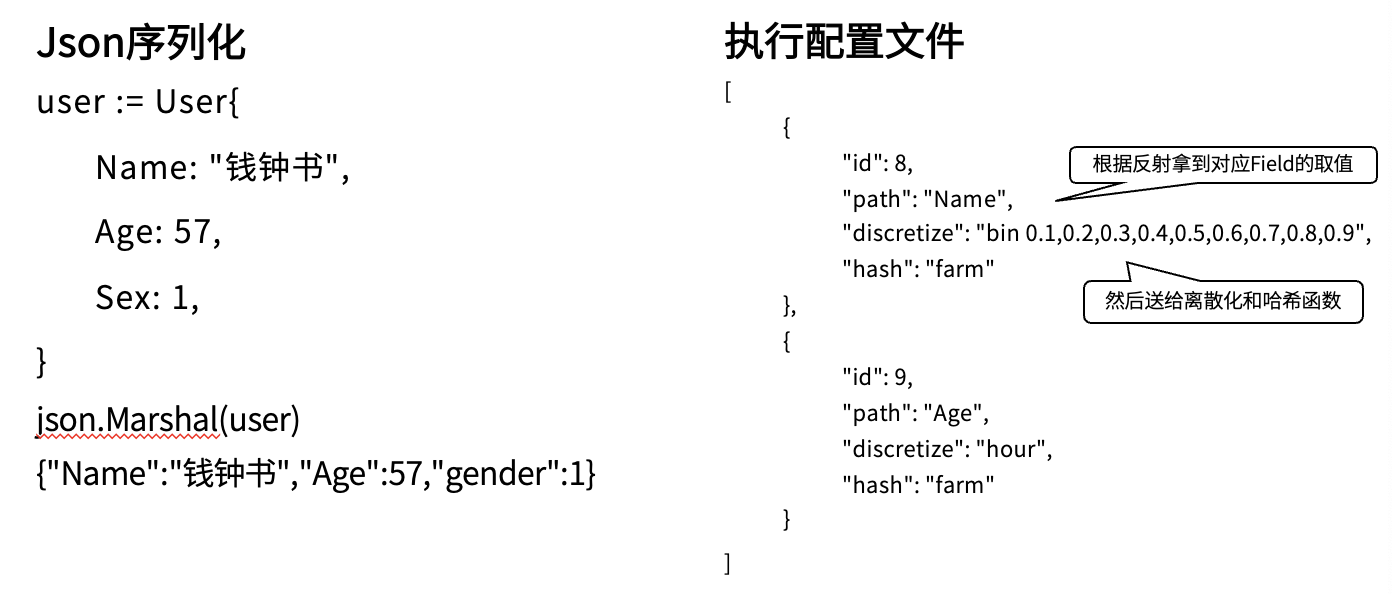 Json序列化
user := User{
Name: "钱钟书",
Age: 57,
Sex: 1,
}
json.Marshal(user)
{"Name":"钱钟书","Age":57,"gender":1}
执行配置文件
[
{
"id": 8,
根据反射拿到对应Field的取值
"path": "Name",
"discretize": "bin 0.1,0.2,0.3,0.4,0.5,0.6,0.7,0.8,0.9",
"hash": "farm"
然后送给离散化和哈希函数
},
{
"id": 9,
"path": "Age",
"discretize": "hour",
"hash": "farm"
}
]